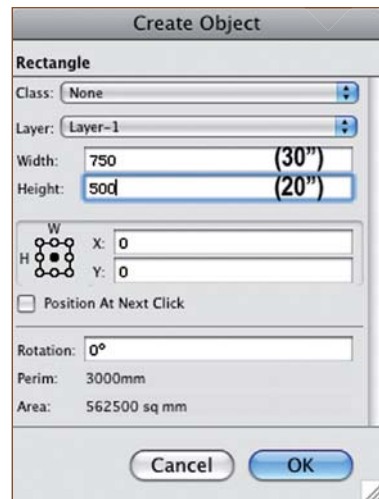 Create Object
Rectangle
Class: None
Layer: Layer-1
Width: 750 (30”)
Height: 500 (20”)
W
H
X: 0
Y: 0
Position At Next Click
Rotation: 0°
Perim: 3000mm
Area: 562500 sq mm
Cancel OK